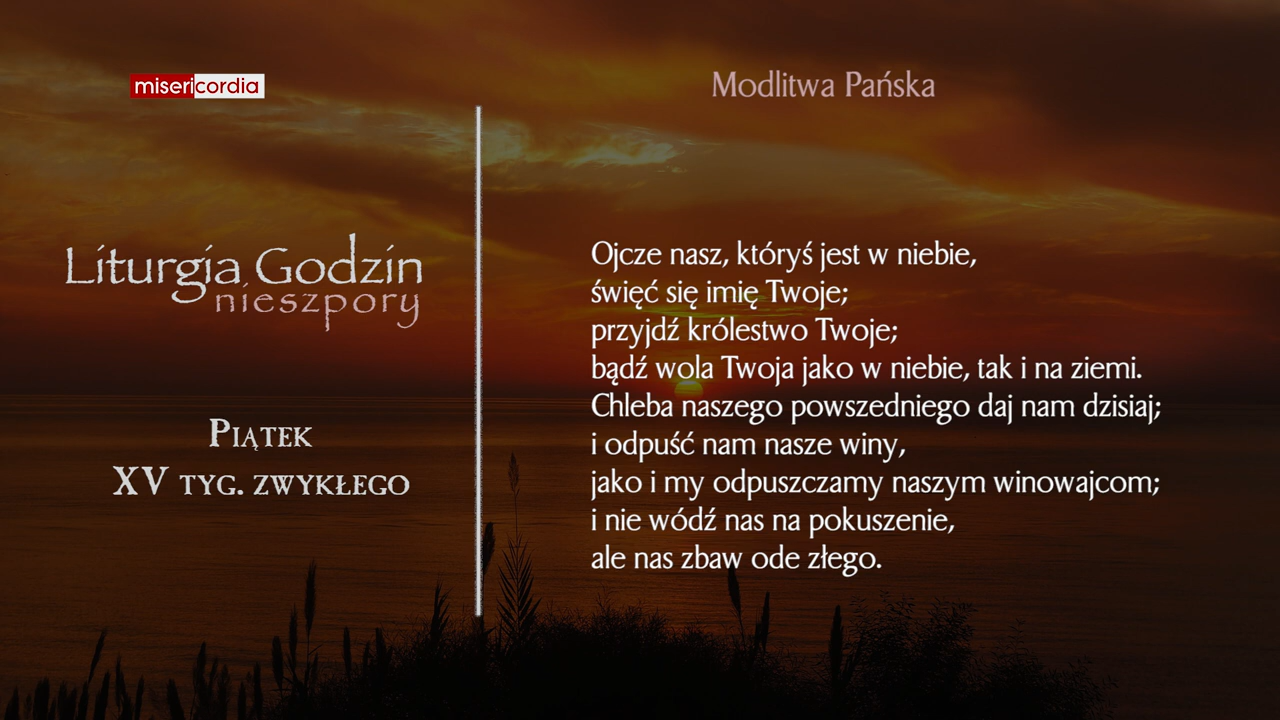 misericordia
Modlitwa Pańska
Liturgia Godzin
nieszpory
Piątek
XV tyg. zwykłego
Ojcze nasz, któryś jest w niebie,
święć się imię Twoje;
przyjdź królestwo Twoje;
bądź wola Twoja jako w niebie, tak i na ziemi.
Chleba naszego powszedniego daj nam dzisiaj;
i odpuść nam nasze winy,
jako i my odpuszczamy naszym winowajcom;
i nie wódź nas na pokuszenie,
ale nas zbaw ode złego.